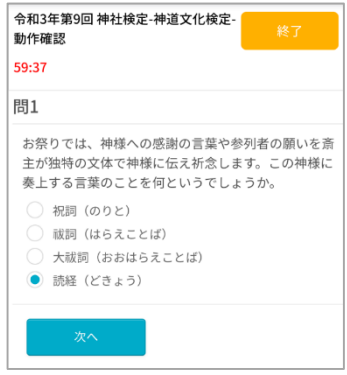 令和3年第9回 神社検定-神道文化検定-
動作確認
終了
59:37
問1
お祭りでは、神様への感謝の言葉や参列者の願いを斎
主が独特の文体で神様に伝え祈念します。この神様に
奏上する言葉のことを何というでしょうか。
祝詞（のりと）
祓詞（はらえことば）
大祓詞（おおはらえことば）
読経（どきょう）
次へ